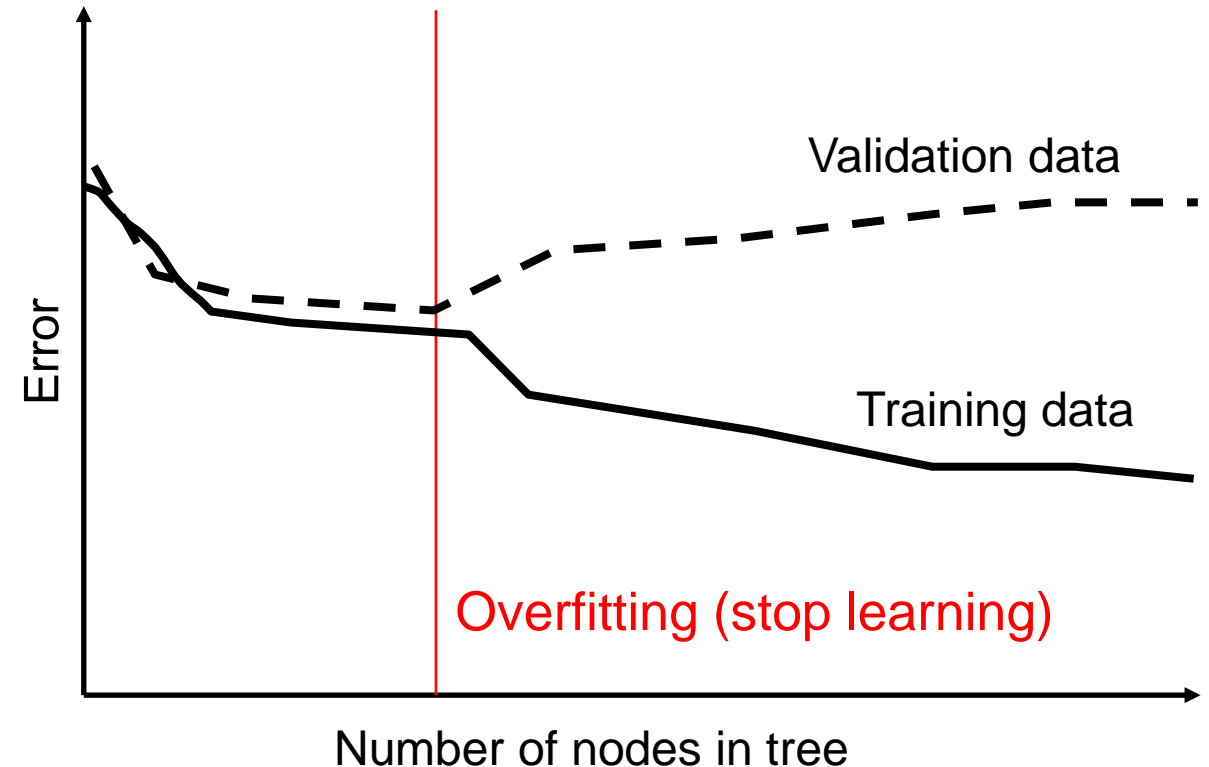 Validation data
Error
Training data
Overfitting (stop learning)
Number of nodes in tree